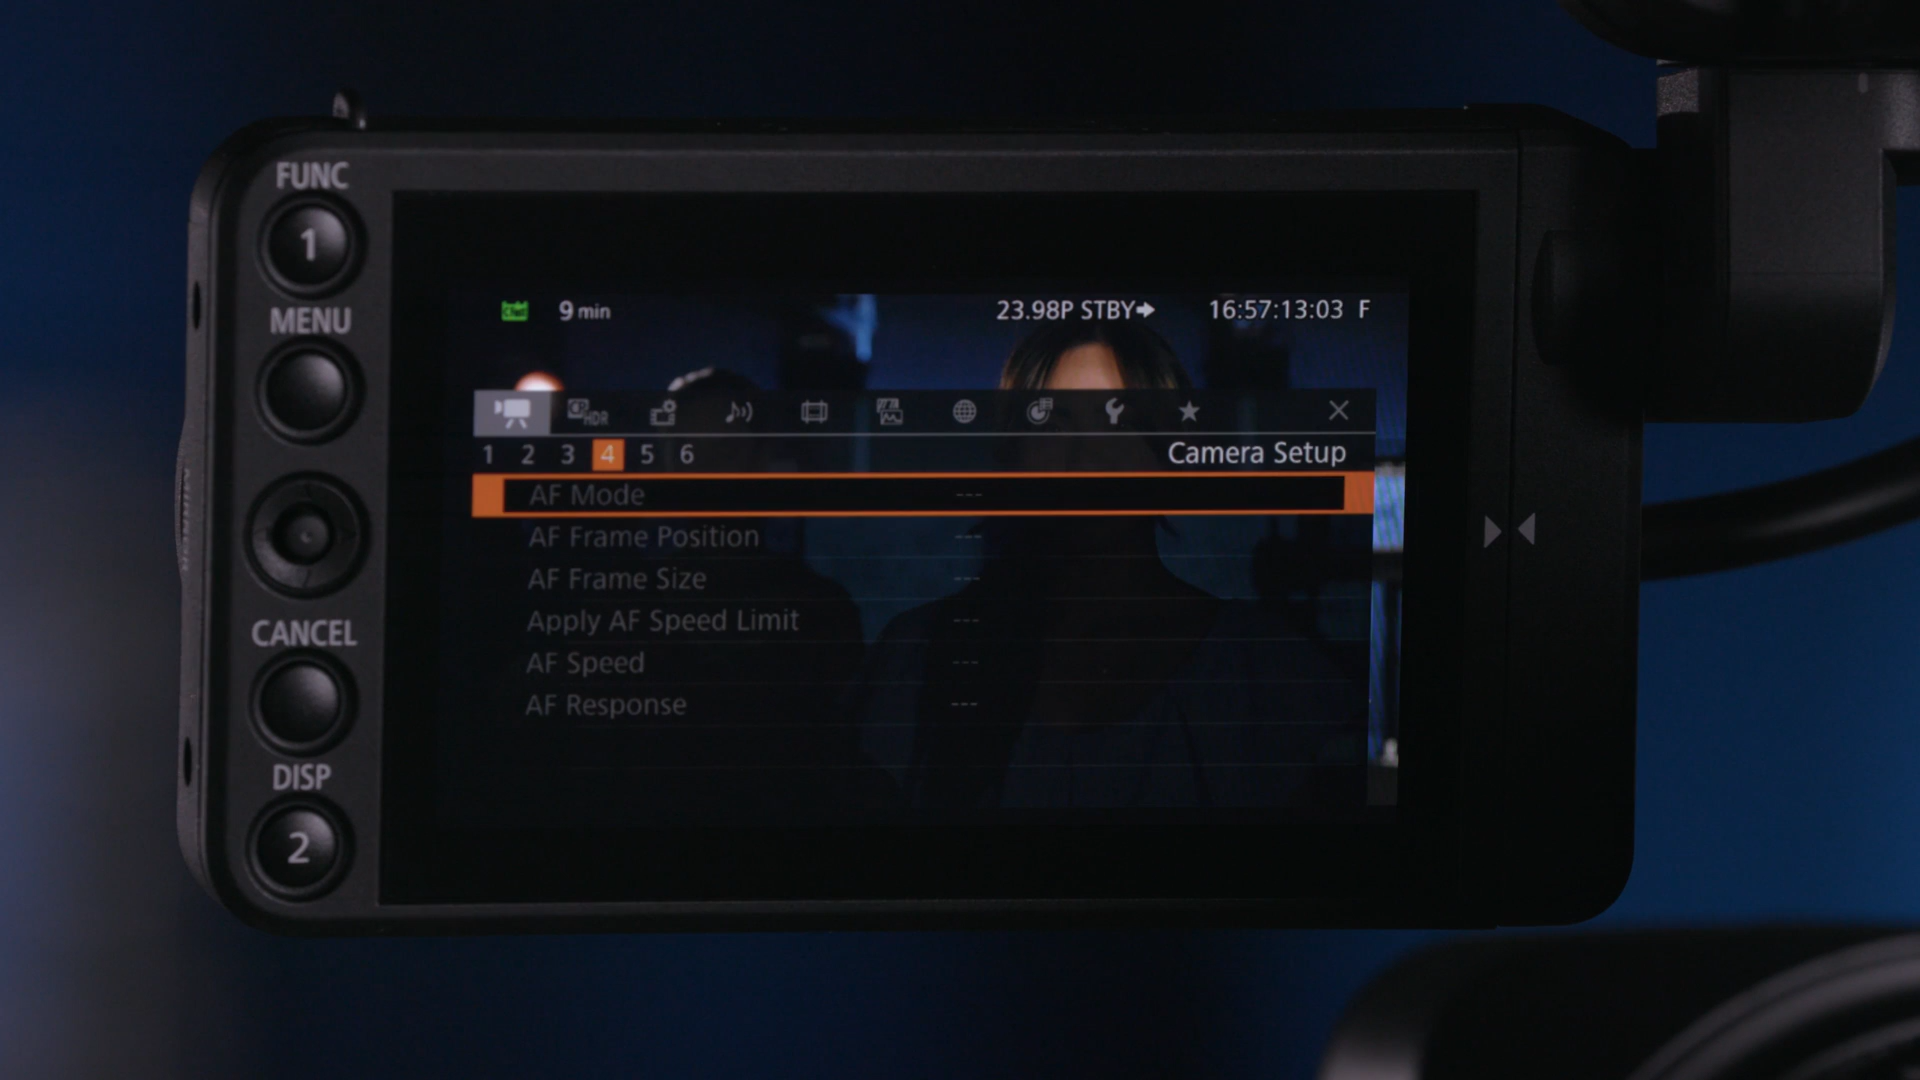 FUNC
1
MENU
CANCEL
DISP
2
9 min
23.98P STBY
16:57:13:03 F
HDR
1 2 3 4 5 6
Camera Setup
AF Mode ---
AF Frame Position ---
AF Frame Size ---
Apply AF Speed Limit ---
AF Speed ---
AF Response ---